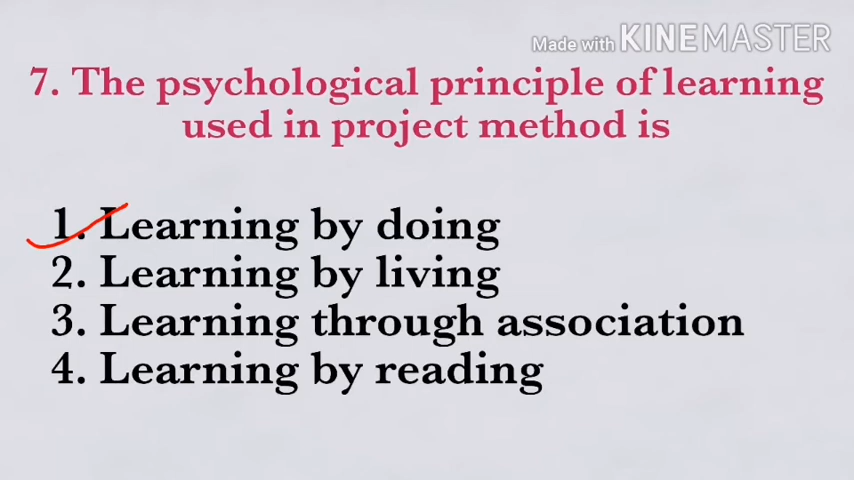 Made with KINEMASTER
7. The psychological principle of learning
used in project method is
1. Learning by doing
2. Learning by living
3. Learning through association
4. Learning by reading